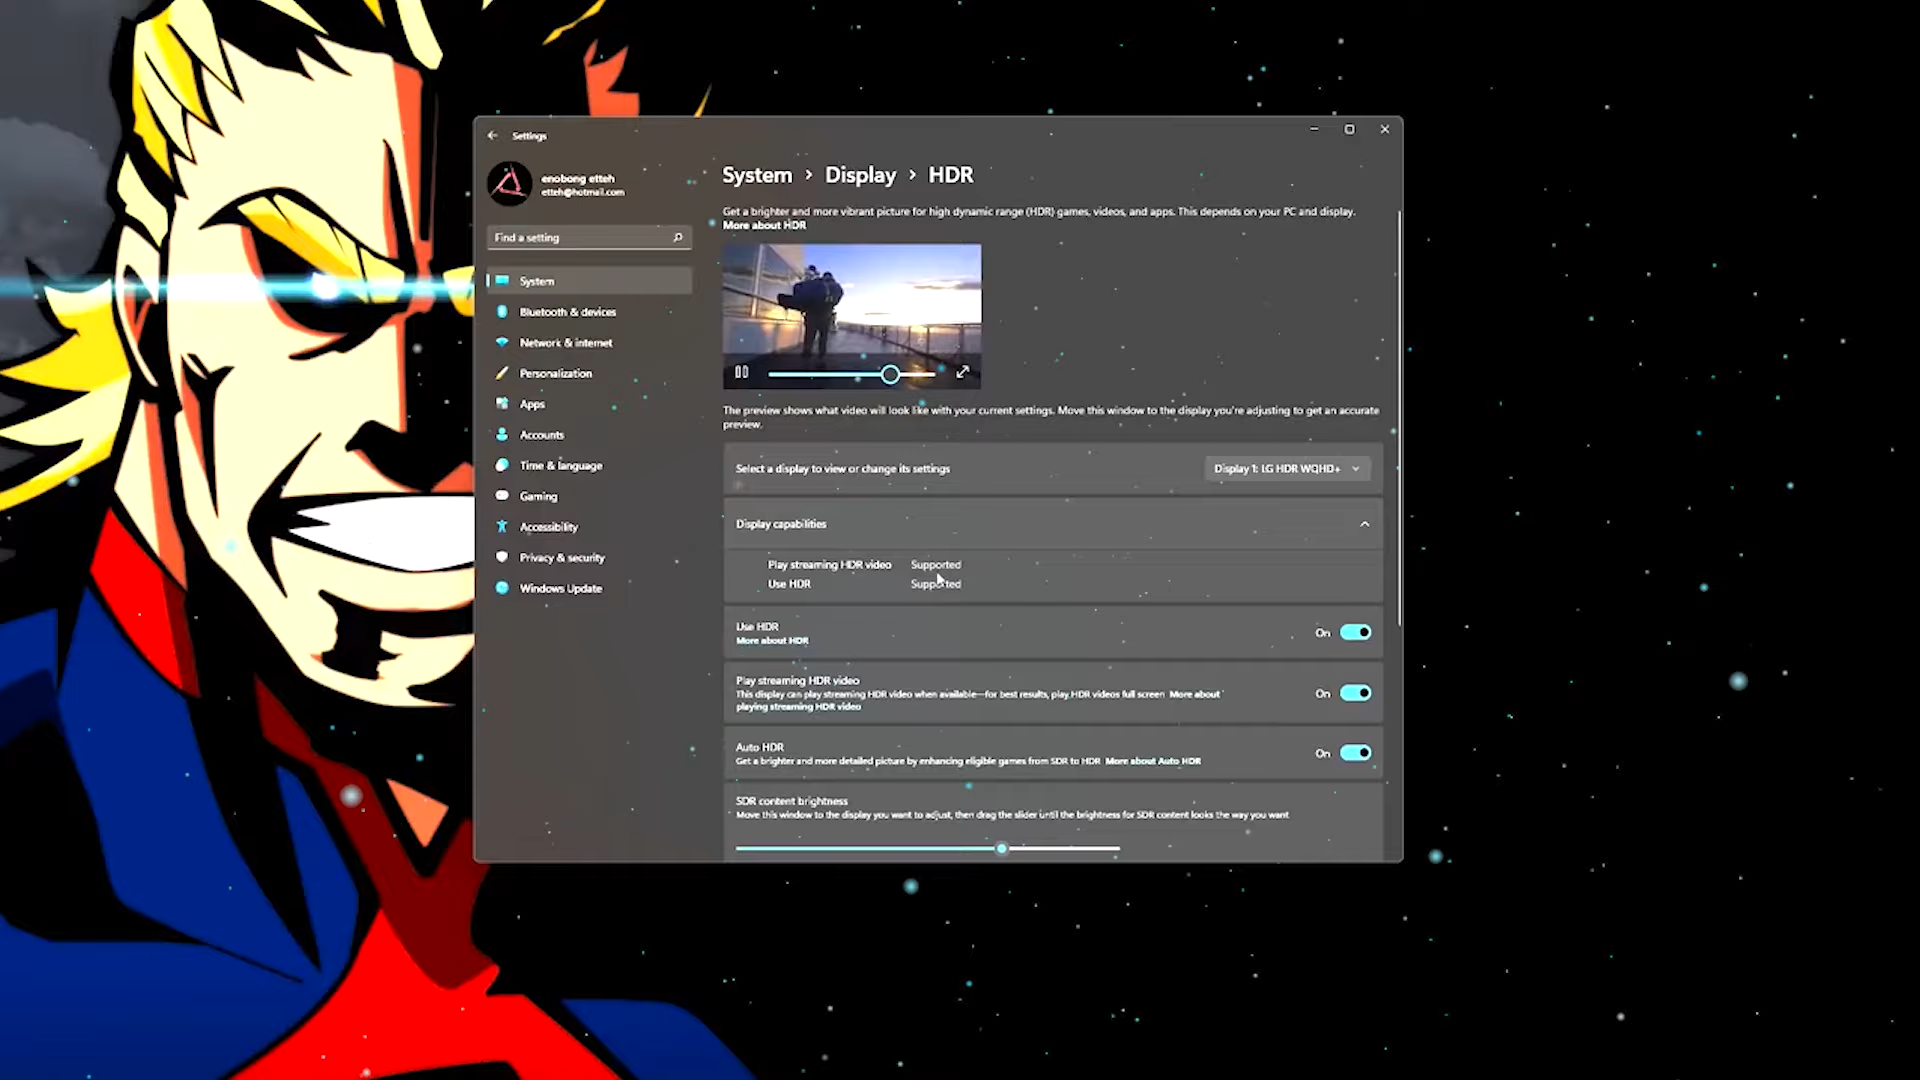 Settings
enobong etteh
etteh@hotmail.com
Find a setting
System
Bluetooth & devices
Network & internet
Personalization
Apps
Accounts
Time & language
Gaming
Accessibility
Privacy & security
Windows Update
System > Display > HDR
Get a brighter and more vibrant picture for high dynamic range (HDR) games, videos, and apps. This depends on your PC and display.
More about HDR
The preview shows what video will look like with your current settings. Move this window to the display you're adjusting to get an accurate
preview.
Select a display to view or change its settings
Display 1: LG HDR WQHD+
Display capabilities
Play streaming HDR video Supported
Use HDR Supported
Use HDR
More about HDR
On
Play streaming HDR video
This display can play streaming HDR video when available—for best results, play HDR videos full screen More about
playing streaming HDR video
On
Auto HDR
Get a brighter and more detailed picture by enhancing eligible games from SDR to HDR More about Auto HDR
On
SDR content brightness
Move this window to the display you want to adjust, then drag the slider until the brightness for SDR content looks the way you want